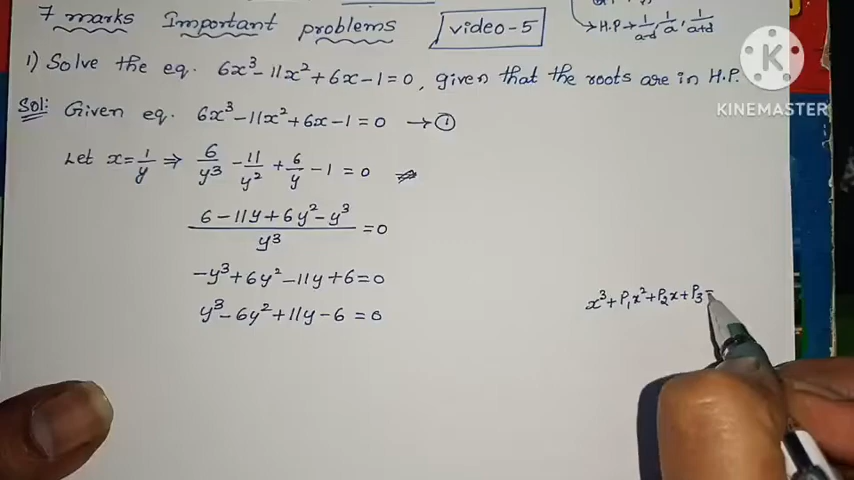 7 marks Important problems video-5
→H.P→ 1/a-d, 1/a, 1/a+d
1) Solve the eq. 6x³-11x²+6x-1=0, given that the roots are in H.P.
Sol: Given eq. 6x³-11x²+6x-1=0 →①
Let x=1/y ⇒ 6/y³ - 11/y² + 6/y - 1 = 0 ⇒
6-11y+6y²-y³ / y³ = 0
-y³+6y²-11y+6=0
y³-6y²+11y-6=0
x³+P₁x²+P₂x+P₃=
K
KINEMASTER